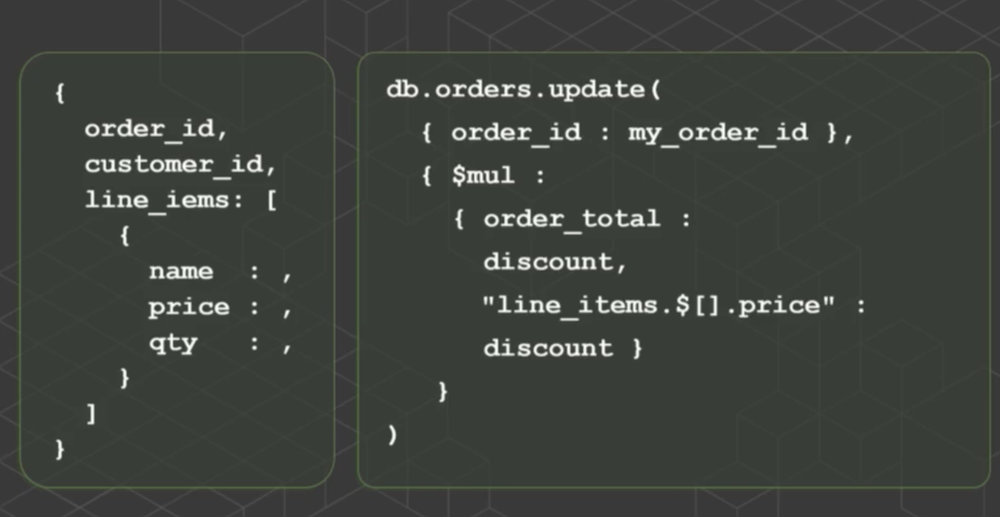 {
order_id,
customer_id,
line_iems: [
{
name : ,
price : ,
qty : ,
}
]
}
db.orders.update(
{ order_id : my_order_id },
{ $mul :
{ order_total :
discount,
"line_items.$[].price" :
discount }
}
)